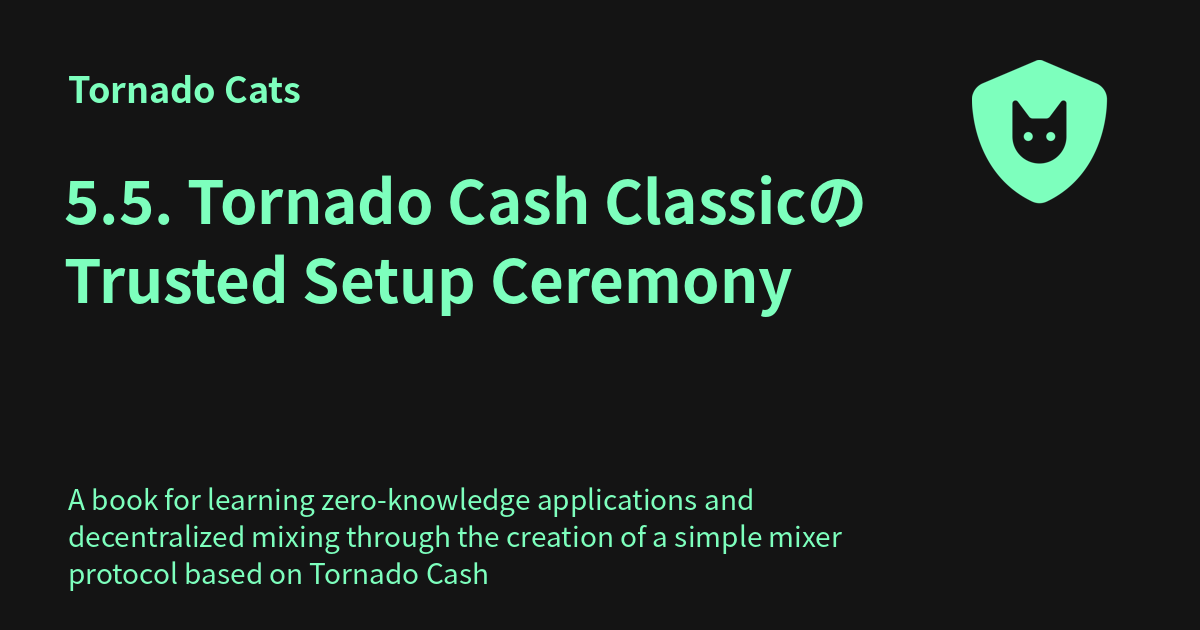 Tornado Cats
5.5. Tornado Cash Classicの
Trusted Setup Ceremony
A book for learning zero-knowledge applications and
decentralized mixing through the creation of a simple mixer
protocol based on Tornado Cash